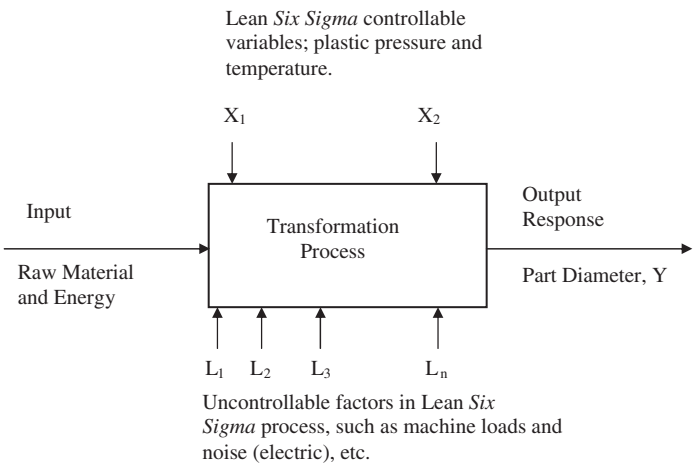 Lean Six Sigma controllable
variables; plastic pressure and
temperature.
X₁
X₂
Input
Output
Response
Transformation
Process
Raw Material
and Energy
Part Diameter, Y
L₁
L₂
L₃
Lₙ
Uncontrollable factors in Lean Six
Sigma process, such as machine loads and
noise (electric), etc.